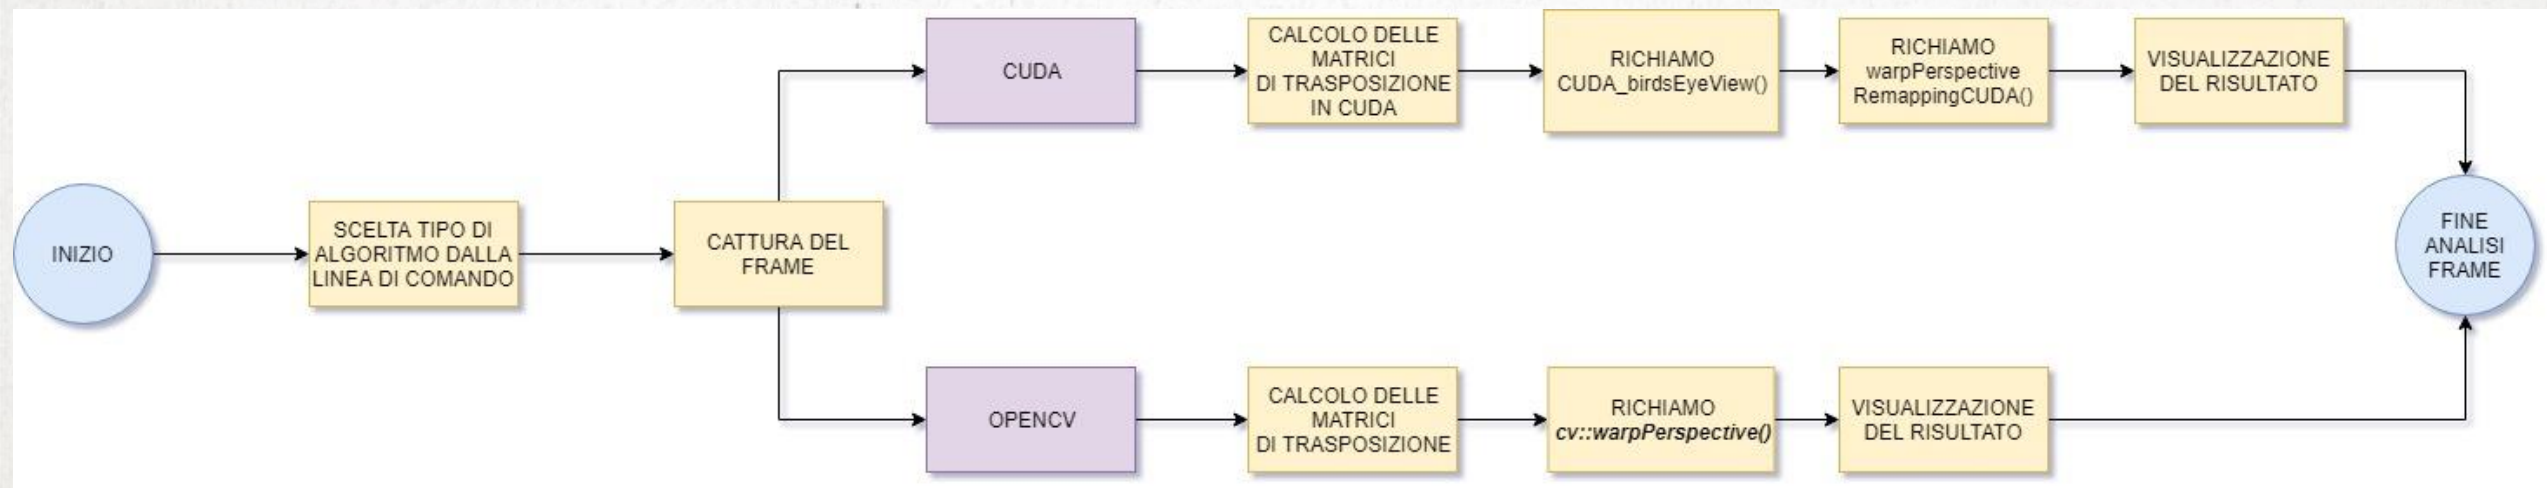 INIZIO
SCELTA TIPO DI
ALGORITMO DALLA
LINEA DI COMANDO
CATTURA DEL
FRAME
CUDA
CALCOLO DELLE
MATRICI
DI TRASPOSIZIONE
IN CUDA
RICHIAMO
CUDA_birdsEyeView()
RICHIAMO
warpPerspective
RemappingCUDA()
VISUALIZZAZIONE
DEL RISULTATO
OPENCV
CALCOLO DELLE
MATRICI
DI TRASPOSIZIONE
RICHIAMO
cv::warpPerspective()
VISUALIZZAZIONE
DEL RISULTATO
FINE
ANALISI
FRAME